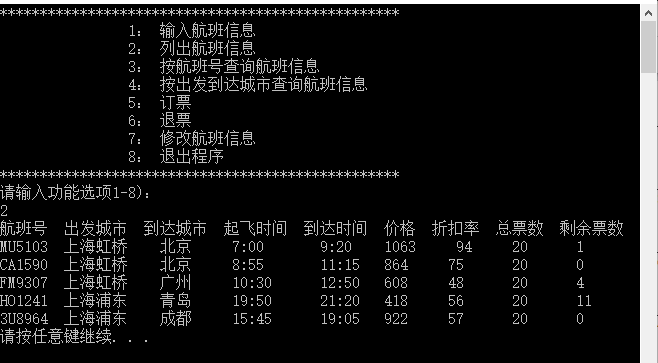 **************************************************
1： 输入航班信息
2： 列出航班信息
3： 按航班号查询航班信息
4： 按出发到达城市查询航班信息
5： 订票
6： 退票
7： 修改航班信息
8： 退出程序
**************************************************
请输入功能选项1-8)：
2
航班号 出发城市 到达城市 起飞时间 到达时间 价格 折扣率 总票数 剩余票数
MU5103 上海虹桥 北京 7:00 9:20 1063 94 20 1
CA1590 上海虹桥 北京 8:55 11:15 864 75 20 0
FM9307 上海虹桥 广州 10:30 12:50 608 48 20 4
HO1241 上海浦东 青岛 19:50 21:20 418 56 20 11
3U8964 上海浦东 成都 15:45 19:05 922 57 20 0
请按任意键继续. . .